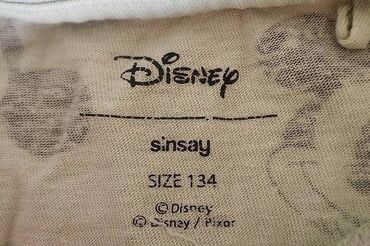 Disney
sinsay
SIZE 134
© Disney
© Disney / Pixar